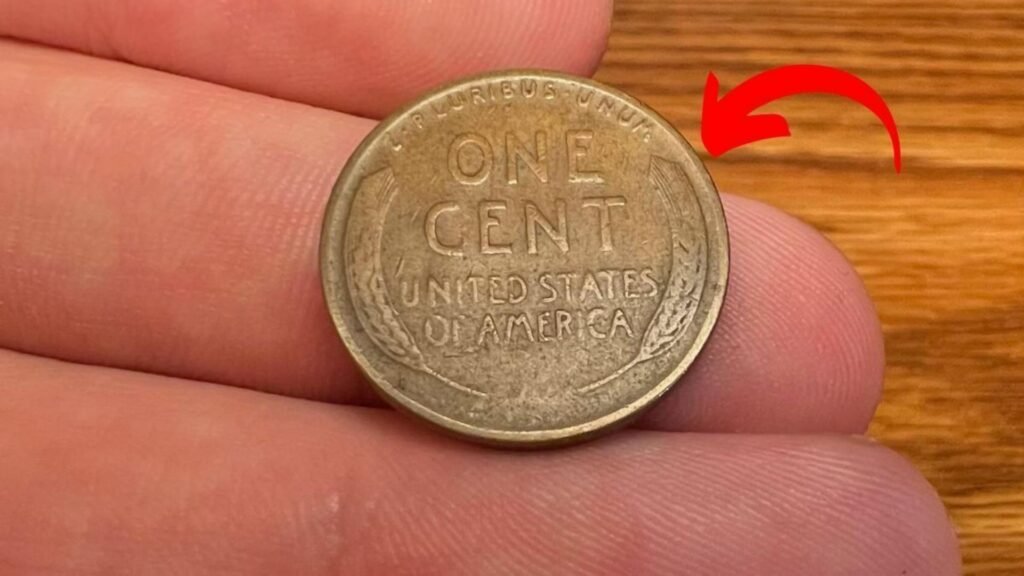 E·PLURIBUS·UNUM
ONE
CENT
UNITED STATES
OF AMERICA